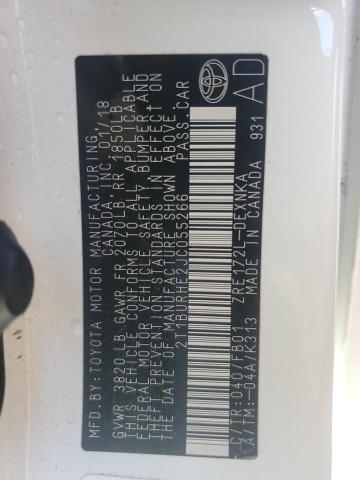 MFD.BY:TOYOTA MOTOR MANUFACTURING
CANADA, INC. 01/18
GVWR 3820LB GAWR FR 2070LB RR 1850LB
THIS VEHICLE CONFORMS TO ALL APPLICABLE
FEDERAL MOTOR VEHICLE SAFETY, BUMPER, AND
THEFT PREVENTION STANDARDS IN EFFECT ON
THE DATE OF MANUFACTURE SHOWN ABOVE.
2T1BURHE2JC055266 PASS.CAR
C/TR:040/FB01 ZRE172L-DEXNKA
A/TM:-04A/K313 MADE IN CANADA 931
TOYOTA
AD